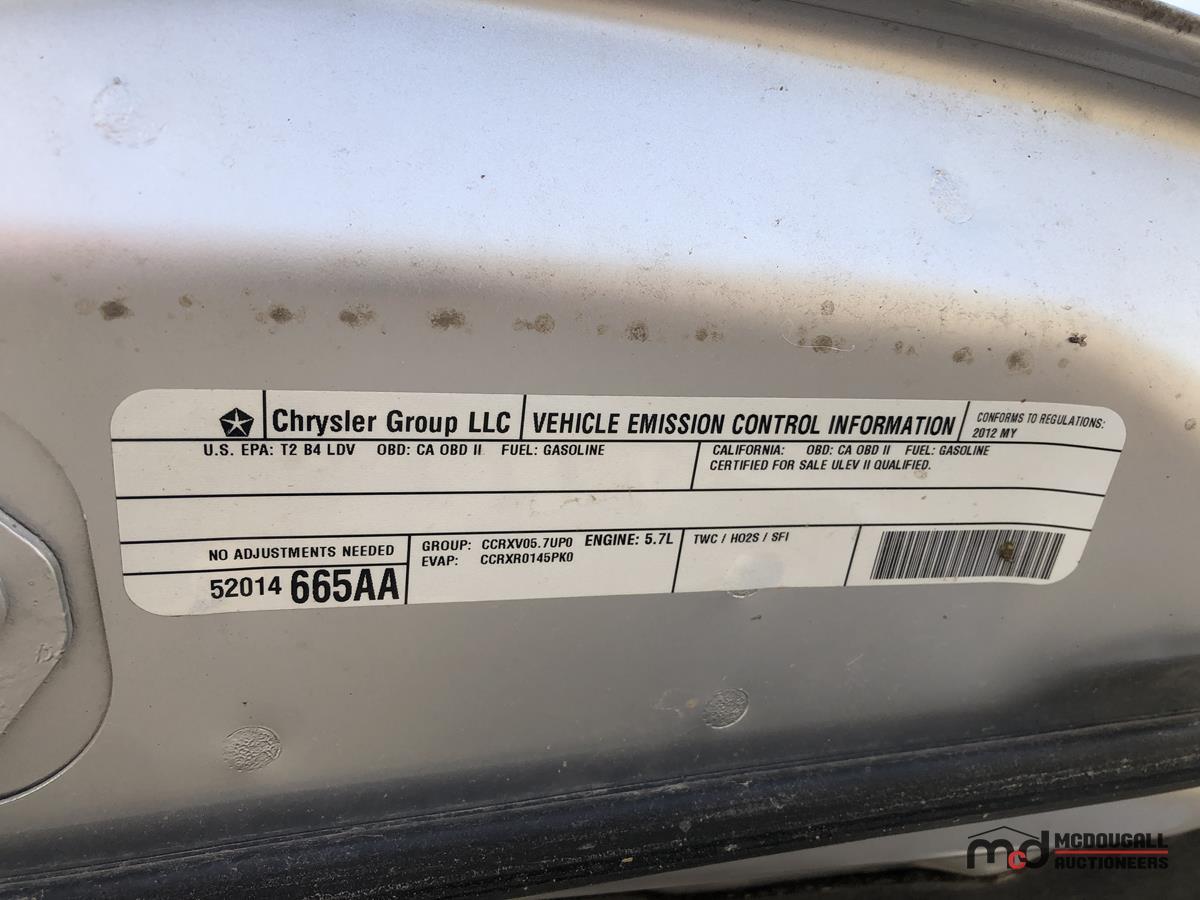 Chrysler Group LLC VEHICLE EMISSION CONTROL INFORMATION CONFORMS TO REGULATIONS:
2012 MY
U.S. EPA: T2 B4 LDV OBD: CA OBD II FUEL: GASOLINE CALIFORNIA: OBD: CA OBD II FUEL: GASOLINE
CERTIFIED FOR SALE ULEV II QUALIFIED.
NO ADJUSTMENTS NEEDED
52014 665AA
GROUP: CCRXV05.7UP0 ENGINE: 5.7L TWC / HO2S / SFI
EVAP: CCRXR0145PK0
mcd MCDOUGALL
AUCTIONEERS